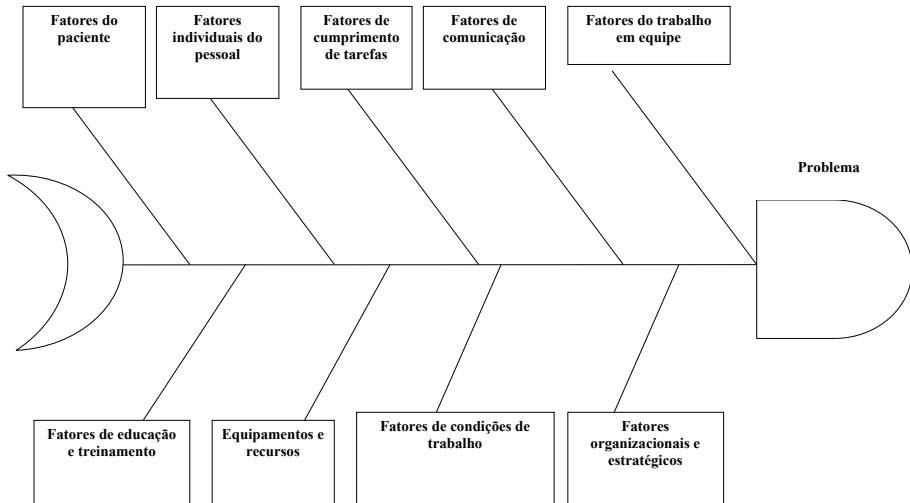 Fatores do
paciente
Fatores
individuais do
pessoal
Fatores de
cumprimento
de tarefas
Fatores de
comunicação
Fatores do trabalho
em equipe
Problema
Fatores de educação
e treinamento
Equipamentos e
recursos
Fatores de condições de
trabalho
Fatores
organizacionais e
estratégicos